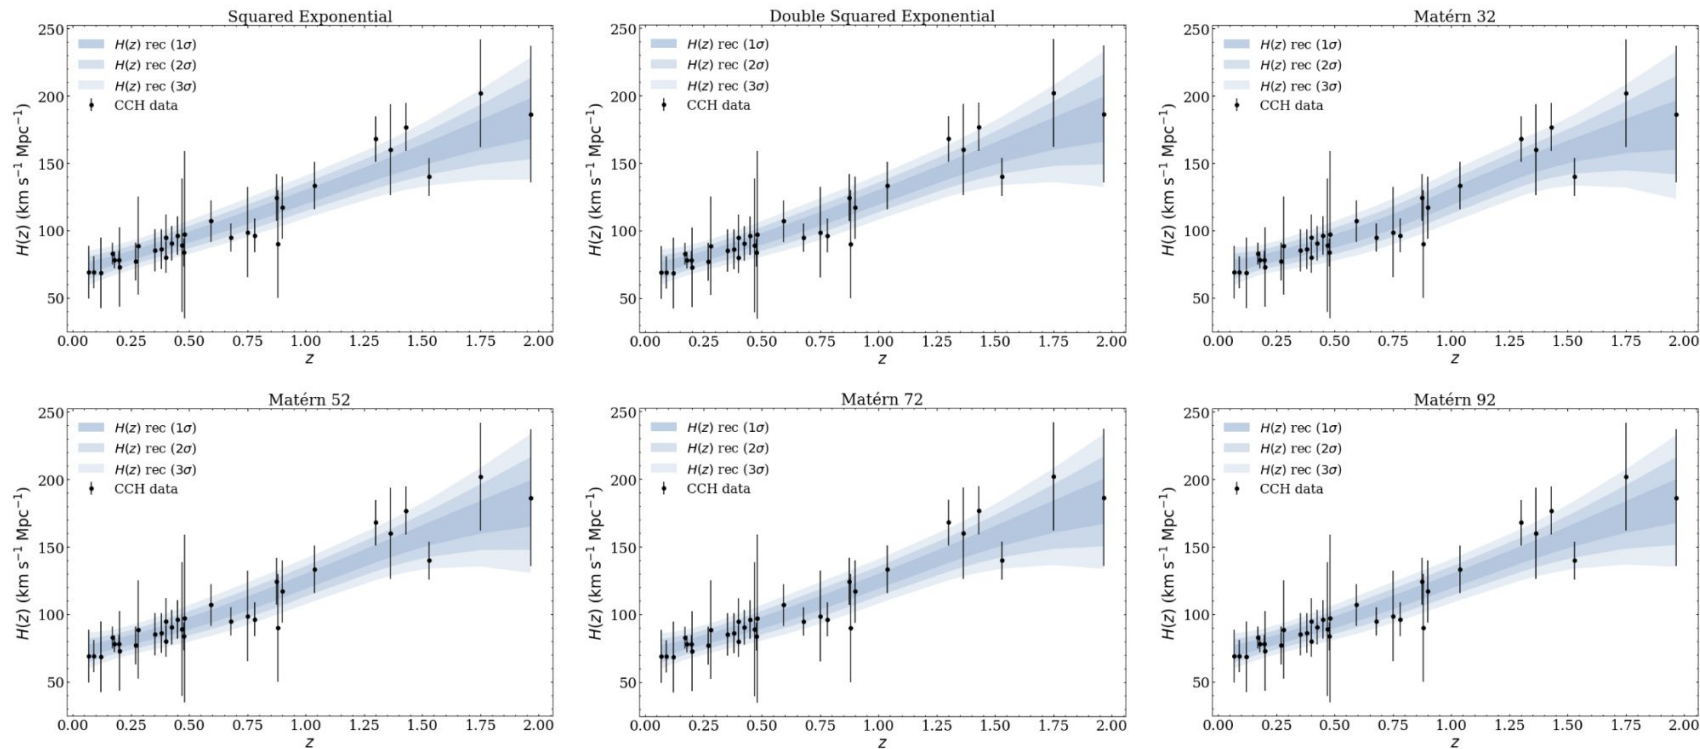 Squared Exponential
250
200
150
100
50
H(z) (km s⁻¹ Mpc⁻¹)
H(z) rec (1σ)
H(z) rec (2σ)
H(z) rec (3σ)
CCH data
0.00 0.25 0.50 0.75 1.00 1.25 1.50 1.75 2.00
z
Double Squared Exponential
250
200
150
100
50
H(z) (km s⁻¹ Mpc⁻¹)
H(z) rec (1σ)
H(z) rec (2σ)
H(z) rec (3σ)
CCH data
0.00 0.25 0.50 0.75 1.00 1.25 1.50 1.75 2.00
z
Matérn 32
250
200
150
100
50
H(z) (km s⁻¹ Mpc⁻¹)
H(z) rec (1σ)
H(z) rec (2σ)
H(z) rec (3σ)
CCH data
0.00 0.25 0.50 0.75 1.00 1.25 1.50 1.75 2.00
z
Matérn 52
250
200
150
100
50
H(z) (km s⁻¹ Mpc⁻¹)
H(z) rec (1σ)
H(z) rec (2σ)
H(z) rec (3σ)
CCH data
0.00 0.25 0.50 0.75 1.00 1.25 1.50 1.75 2.00
z
Matérn 72
250
200
150
100
50
H(z) (km s⁻¹ Mpc⁻¹)
H(z) rec (1σ)
H(z) rec (2σ)
H(z) rec (3σ)
CCH data
0.00 0.25 0.50 0.75 1.00 1.25 1.50 1.75 2.00
z
Matérn 92
250
200
150
100
50
H(z) (km s⁻¹ Mpc⁻¹)
H(z) rec (1σ)
H(z) rec (2σ)
H(z) rec (3σ)
CCH data
0.00 0.25 0.50 0.75 1.00 1.25 1.50 1.75 2.00
z